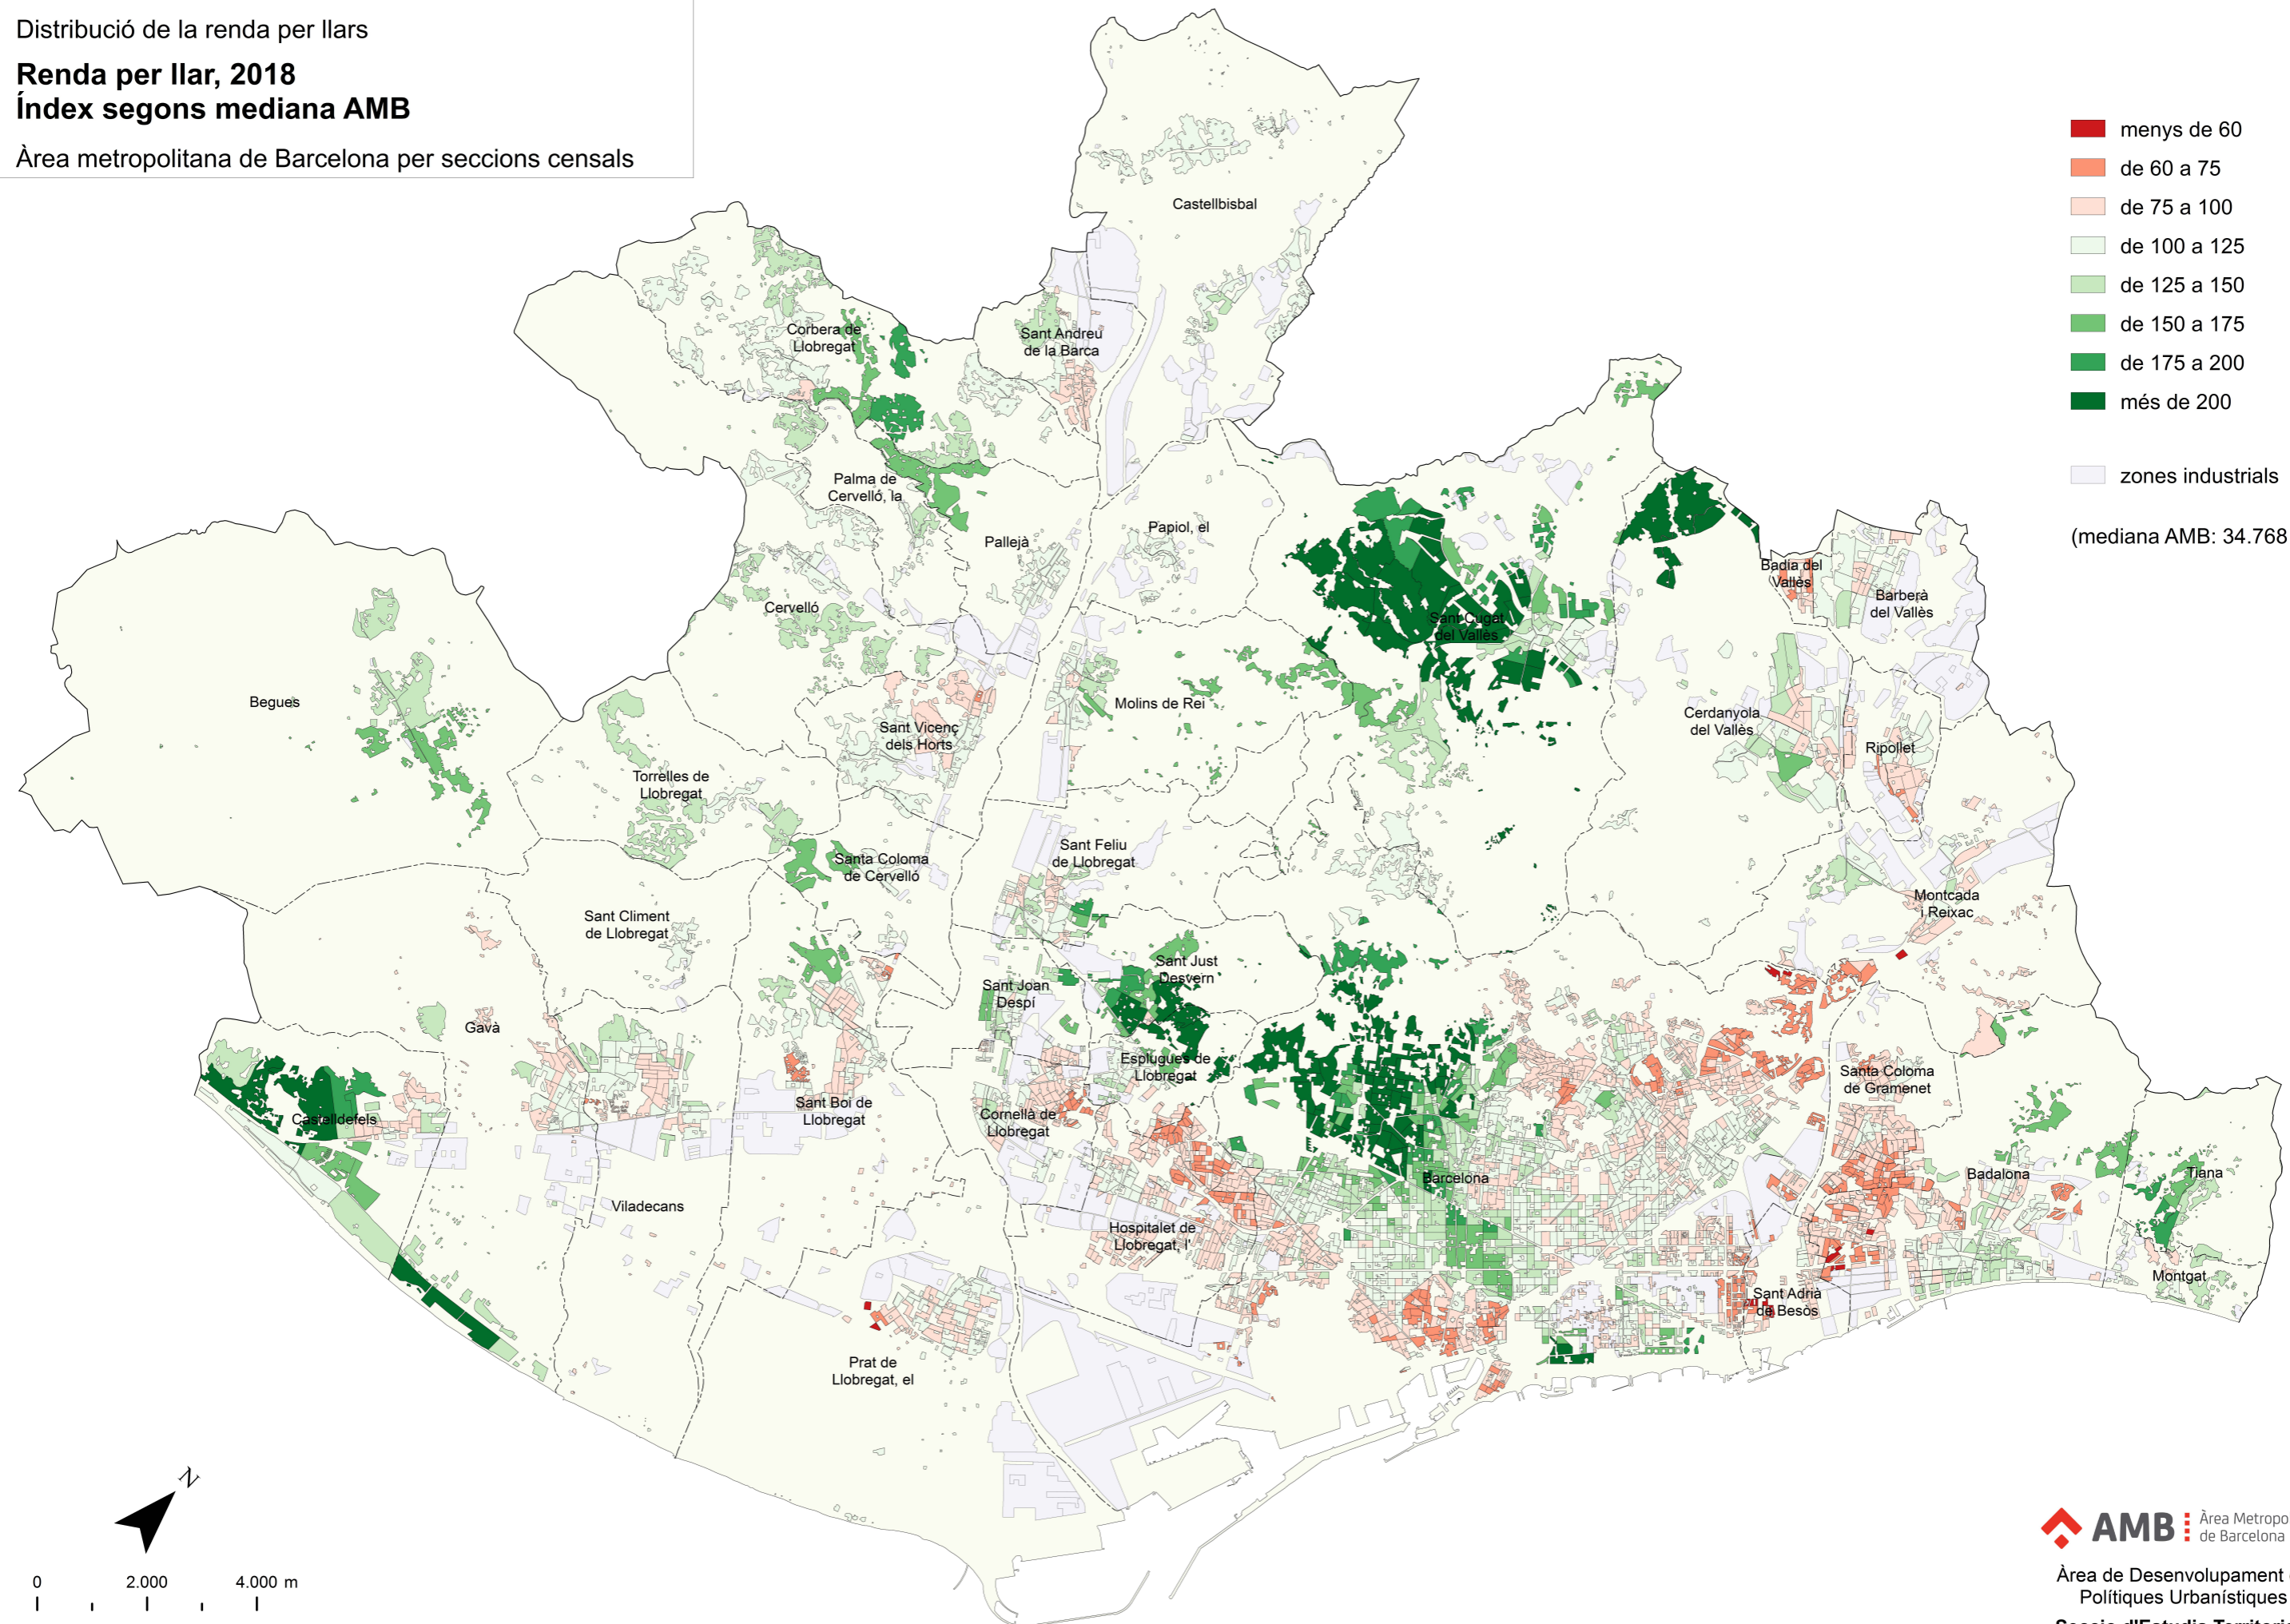 Distribució de la renda per llars
Renda per llar, 2018
Índex segons mediana AMB
Àrea metropolitana de Barcelona per seccions censals
menys de 60
de 60 a 75
de 75 a 100
de 100 a 125
de 125 a 150
de 150 a 175
de 175 a 200
més de 200
zones industrials
(mediana AMB: 34.768
Castellbisbal
Corbera de
Llobregat
Sant Andreu
de la Barca
Palma de
Cervelló, la
Pallejà
Papiol, el
Badia del
Vallès
Barberà
del Vallès
Cervelló
Sant Cugat
del Vallès
Begues
Molins de Rei
Sant Vicenç
dels Horts
Cerdanyola
del Vallès
Ripollet
Torrelles de
Llobregat
Santa Coloma
de Cervelló
Sant Feliu
de Llobregat
Montcada
i Reixac
Sant Climent
de Llobregat
Sant Just
Desvern
Sant Joan
Despí
Gavà
Esplugues de
Llobregat
Santa Coloma
de Gramenet
Castelldefels
Sant Boi de
Llobregat
Cornellà de
Llobregat
Barcelona
Badalona
Tiana
Viladecans
Hospitalet de
Llobregat, l'
Montgat
Sant Adrià
de Besòs
Prat de
Llobregat, el
N
0 2.000 4.000 m
AMB
Àrea Metropo
de Barcelona
Àrea de Desenvolupament
Polítiques Urbanístiques